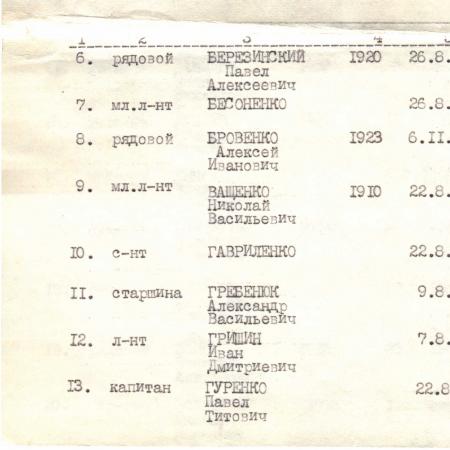 1 2 3 4 5
6. рядовой БЕРЕЗИНСКИЙ 1920 26.8.
Павел
Алексеевич
7. мл.л-нт БЕСОНЕНКО 26.8.
8. рядовой БРОВЕНКО 1923 6.II.
Алексей
Иванович
9. мл.л-нт ВАЩЕНКО 1910 22.8.
Николай
Васильевич
10. с-нт ГАВРИЛЕНКО 22.8.
II. старшина ГРЕБЕНЮК 9.8.
Александр
Васильевич
12. л-нт ГРИШИН 7.8.
Иван
Дмитриевич
13. капитан ГУРЕНКО 22.8
Павел
Титович